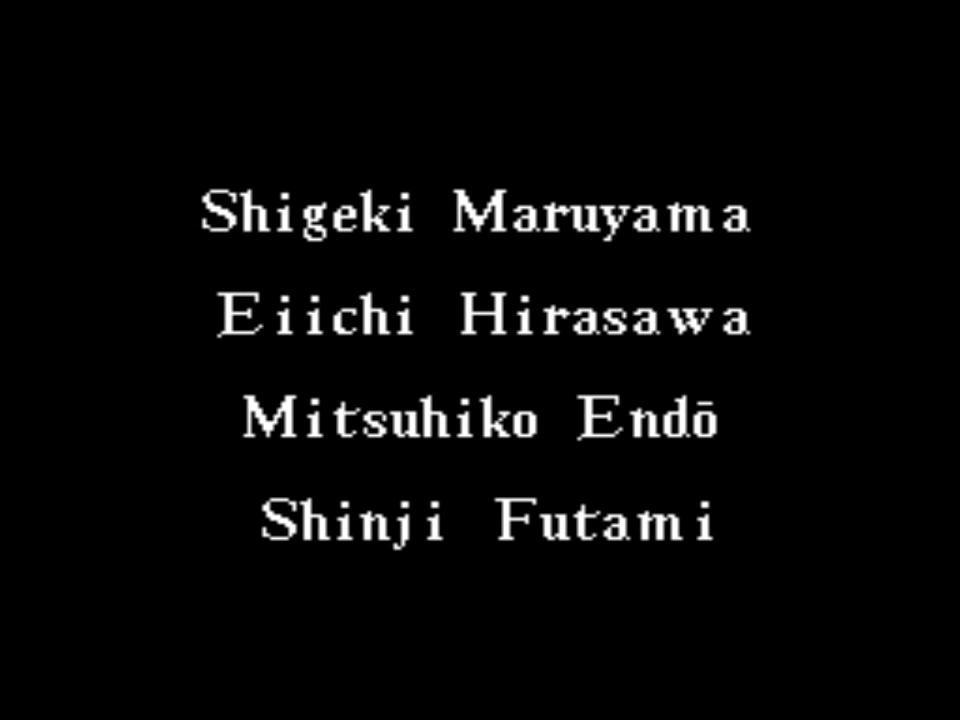 Shigeki Maruyama
Eiichi Hirasawa
Mitsuhiko Endō
Shinji Futami